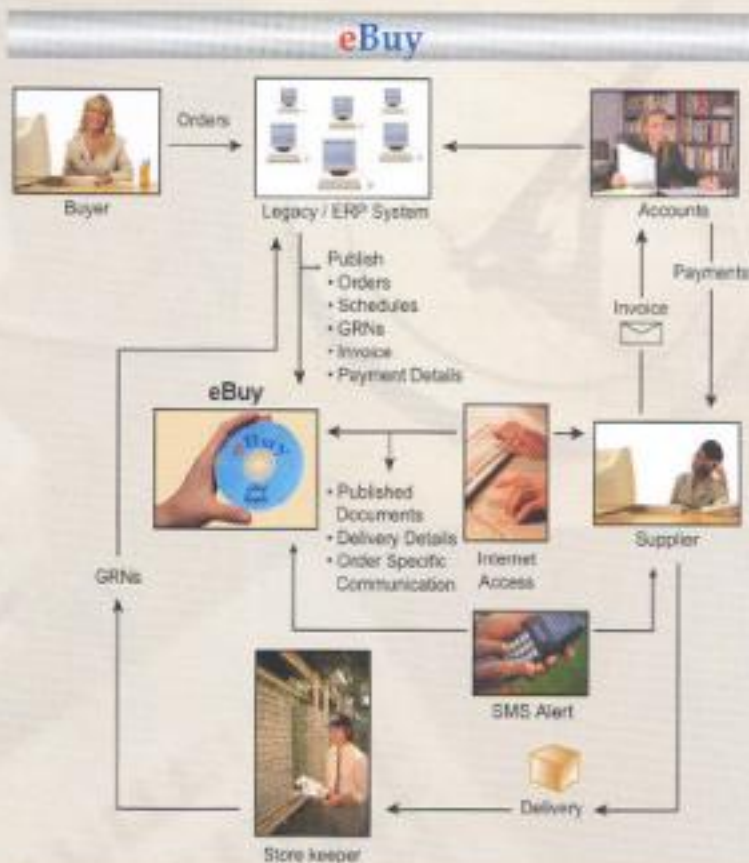 eBuy
Orders
Buyer
Legacy / ERP System
Accounts
Publish
• Orders
• Schedules
• GRNs
• Invoice
• Payment Details
Payments
Invoice
eBuy
eBuy
• Published
Documents
• Delivery Details
• Order Specific
Communication
Internet
Access
Supplier
GRNs
SMS Alert
Delivery
Store keeper